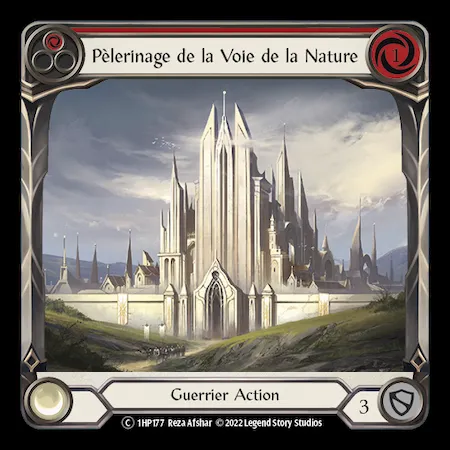 Pèlerinage de la Voie de la Nature
1
Guerrier Action
3
C 1HP177 Reza Afshar © 2022 Legend Story Studios